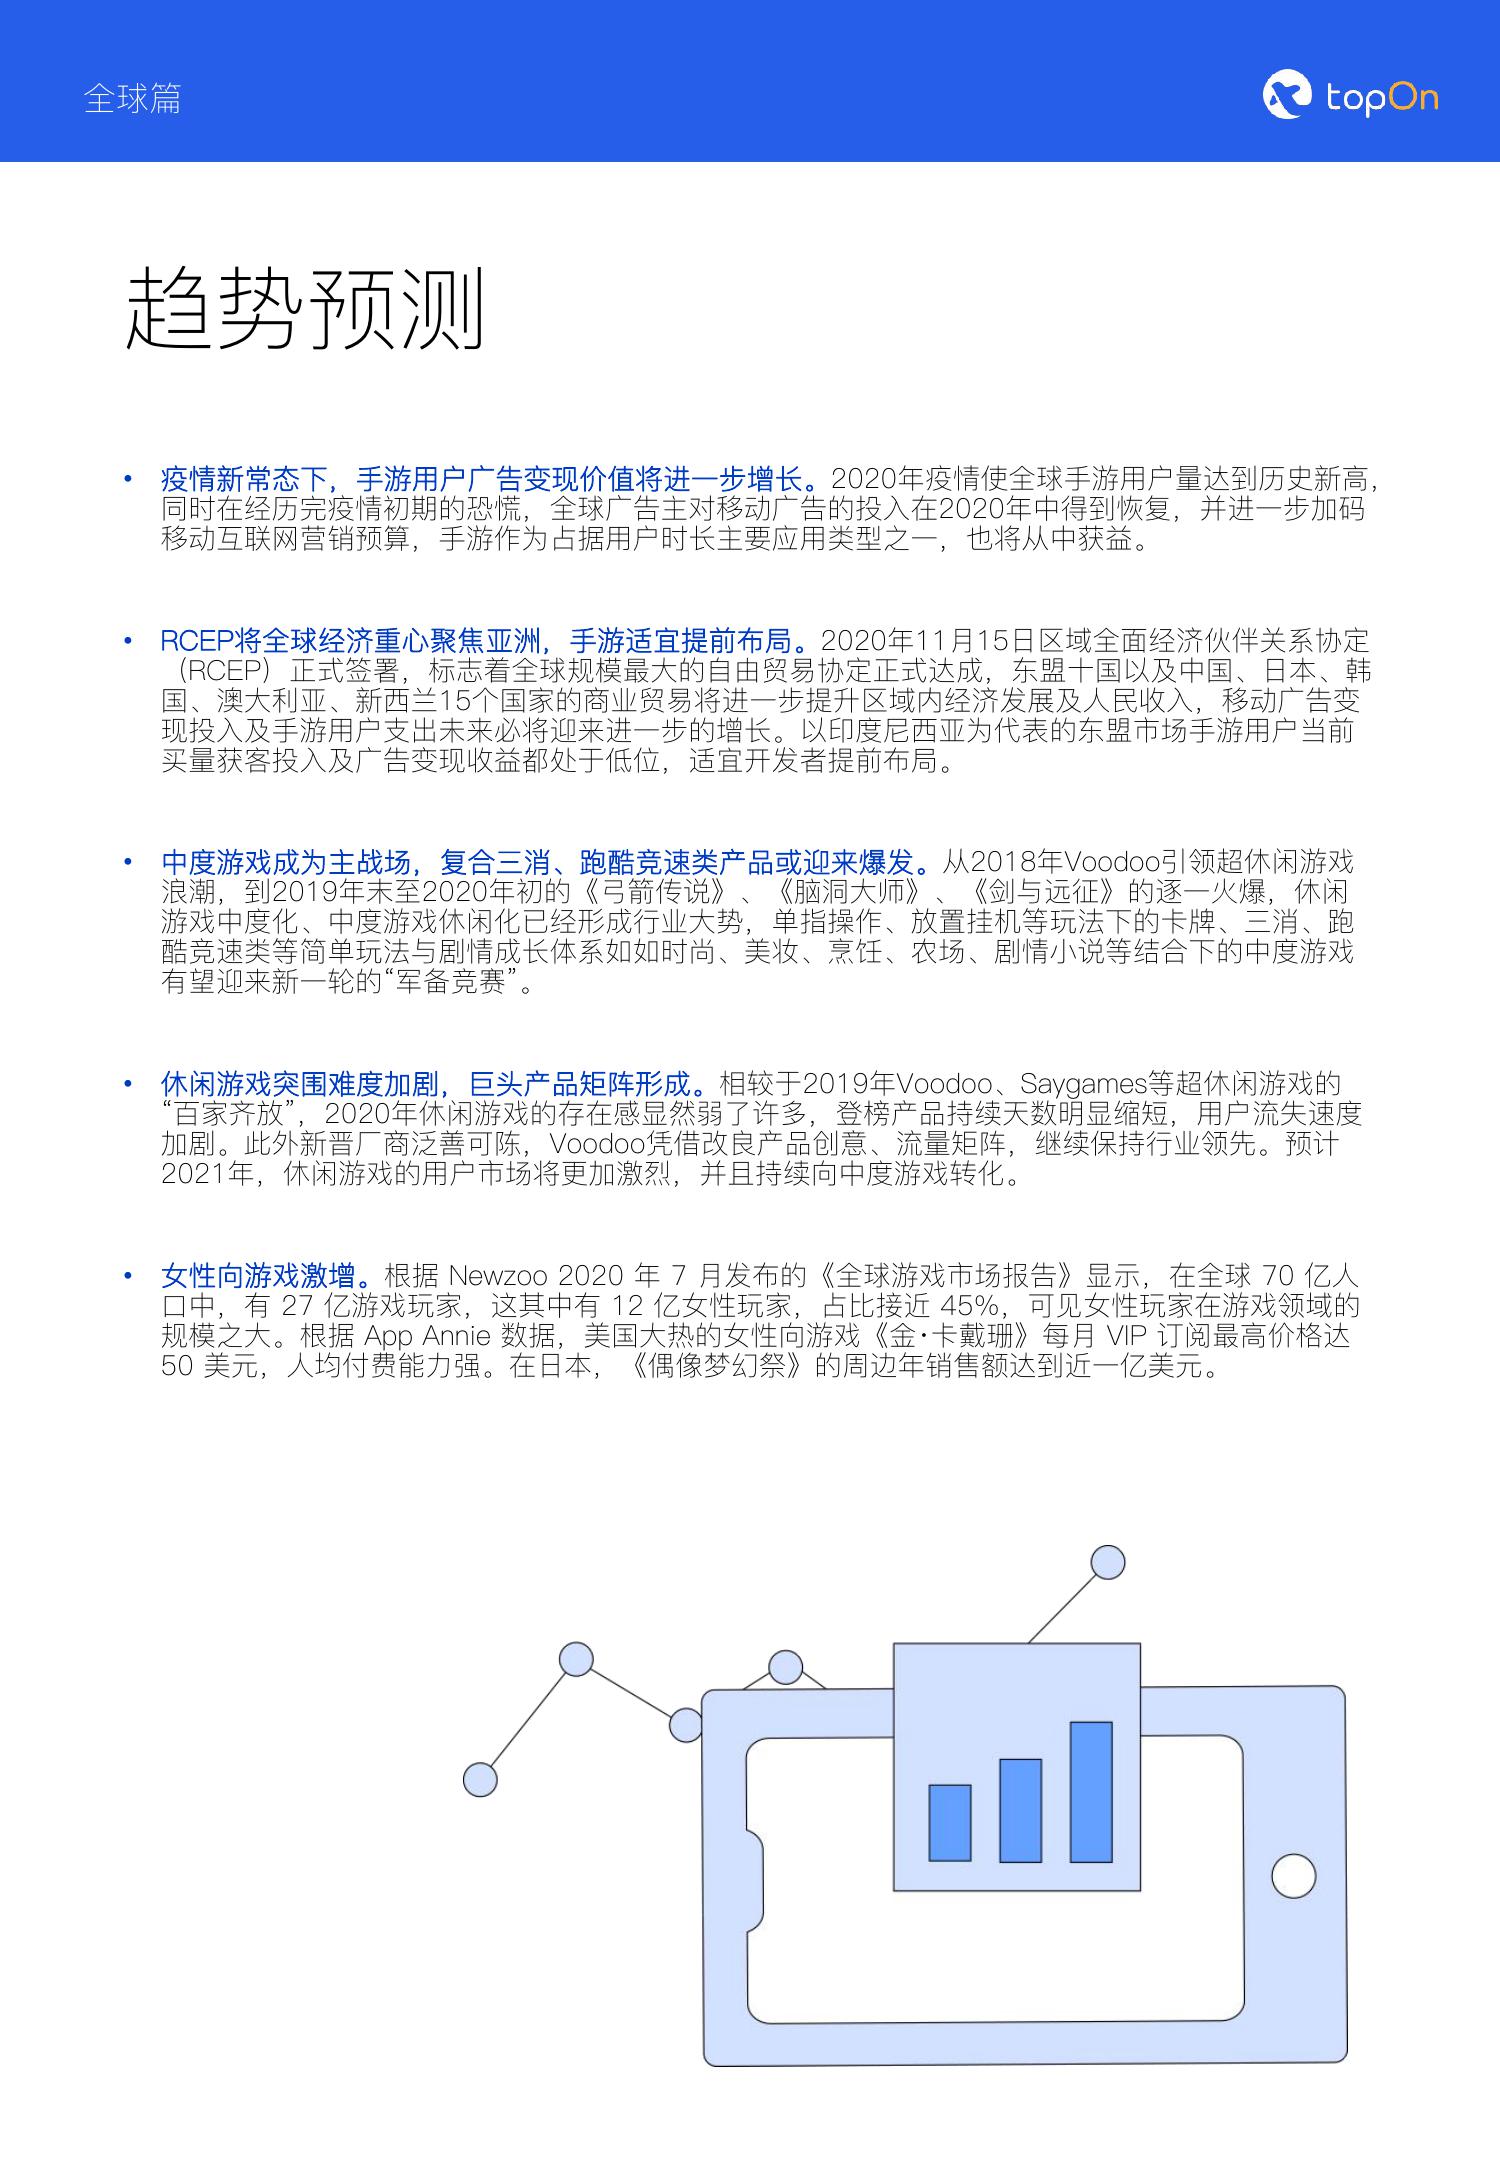 全球篇
topOn
趋势预测
• 疫情新常态下，手游用户广告变现价值将进一步增长。2020年疫情使全球手游用户量达到历史新高，
同时在经历完疫情初期的恐慌，全球广告主对移动广告的投入在2020年中得到恢复，并进一步加码
移动互联网营销预算，手游作为占据用户时长主要应用类型之一，也将从中获益。
• RCEP将全球经济重心聚焦亚洲，手游适宜提前布局。2020年11月15日区域全面经济伙伴关系协定
（RCEP）正式签署，标志着全球规模最大的自由贸易协定正式达成，东盟十国以及中国、日本、韩
国、澳大利亚、新西兰15个国家的商业贸易将进一步提升区域内经济发展及人民收入，移动广告变
现投入及手游用户支出未来必将迎来进一步的增长。以印度尼西亚为代表的东盟市场手游用户当前
买量获客投入及广告变现收益都处于低位，适宜开发者提前布局。
• 中度游戏成为主战场，复合三消、跑酷竞速类产品或迎来爆发。从2018年Voodoo引领超休闲游戏
浪潮，到2019年末至2020年初的《弓箭传说》、《脑洞大师》、《剑与远征》的逐一火爆，休闲
游戏中度化、中度游戏休闲化已经形成行业大势，单指操作、放置挂机等玩法下的卡牌、三消、跑
酷竞速类等简单玩法与剧情成长体系如如时尚、美妆、烹饪、农场、剧情小说等结合下的中度游戏
有望迎来新一轮的“军备竞赛”。
• 休闲游戏突围难度加剧，巨头产品矩阵形成。相较于2019年Voodoo、Saygames等超休闲游戏的
“百家齐放”，2020年休闲游戏的存在感显然弱了许多，登榜产品持续天数明显缩短，用户流失速度
加剧。此外新晋厂商泛善可陈，Voodoo凭借改良产品创意、流量矩阵，继续保持行业领先。预计
2021年，休闲游戏的用户市场将更加激烈，并且持续向中度游戏转化。
• 女性向游戏激增。根据 Newzoo 2020 年 7 月发布的《全球游戏市场报告》显示，在全球 70 亿人
口中，有 27 亿游戏玩家，这其中有 12 亿女性玩家，占比接近 45%，可见女性玩家在游戏领域的
规模之大。根据 App Annie 数据，美国大热的女性向游戏《金·卡戴珊》每月 VIP 订阅最高价格达
50 美元，人均付费能力强。在日本，《偶像梦幻祭》的周边年销售额达到近一亿美元。